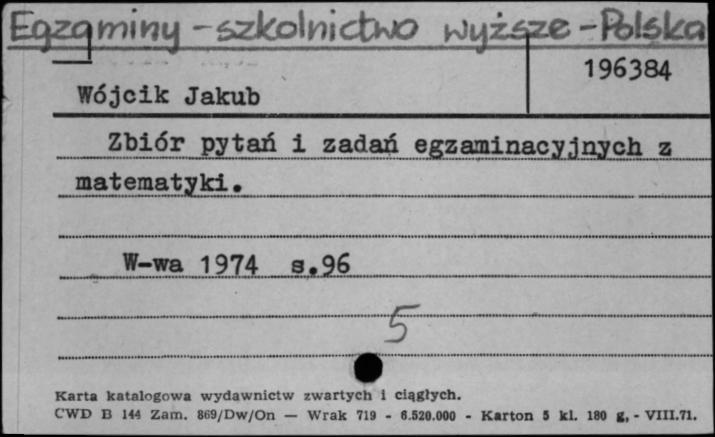 Egzaminy - szkolnictwo wyższe - Polska
196384
Wójcik Jakub
Zbiór pytań i zadań egzaminacyjnych z
matematyki.
W-wa 1974 s.96
5
Karta katalogowa wydawnictw zwartych i ciągłych.
CWD B 144 Zam. 869/Dw/On — Wrak 719 - 6.520.000 - Karton 5 kl. 180 g, - VIII.71.